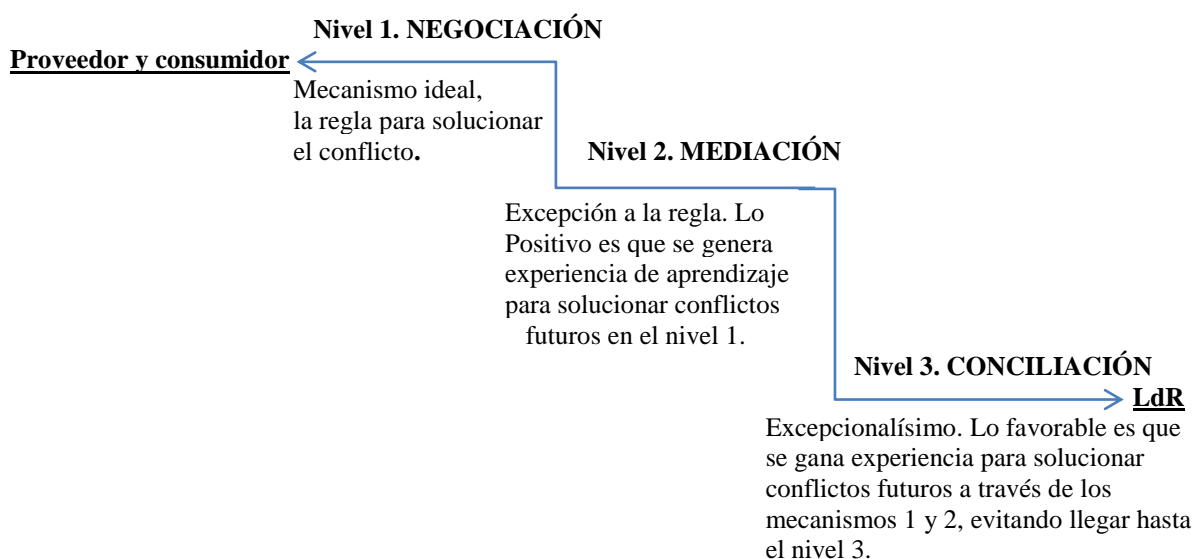 Nivel 1. NEGOCIACIÓN
Proveedor y consumidor
Mecanismo ideal,
la regla para solucionar
el conflicto.
Nivel 2. MEDIACIÓN
Excepción a la regla. Lo
Positivo es que se genera
experiencia de aprendizaje
para solucionar conflictos
futuros en el nivel 1.
Nivel 3. CONCILIACIÓN
LdR
Excepcionalísimo. Lo favorable es que
se gana experiencia para solucionar
conflictos futuros a través de los
mecanismos 1 y 2, evitando llegar hasta
el nivel 3.